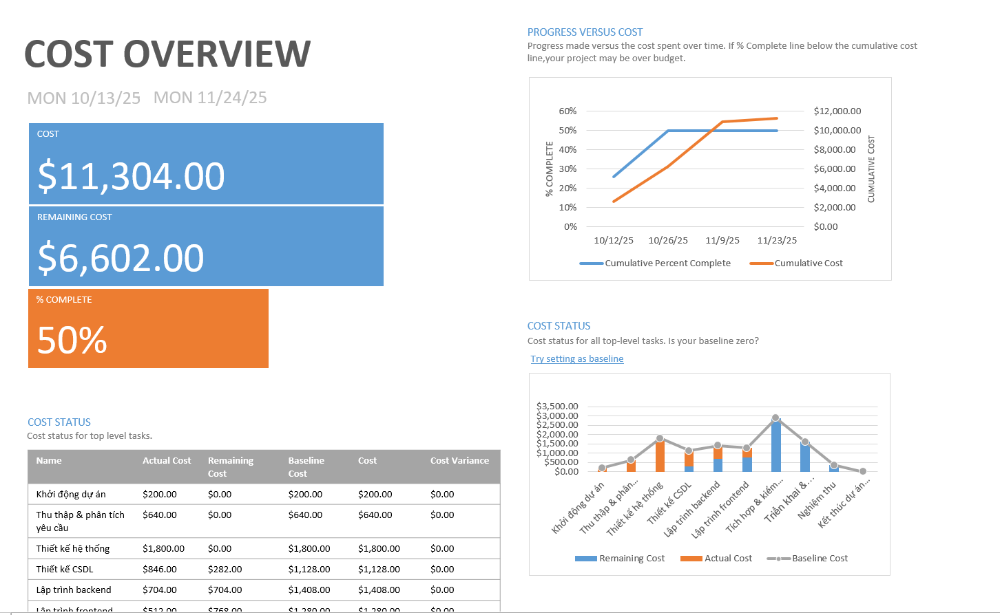 COST OVERVIEW
MON 10/13/25 MON 11/24/25
COST
$11,304.00
REMAINING COST
$6,602.00
% COMPLETE
50%
COST STATUS
Cost status for top level tasks.
Name Actual Cost Remaining Cost Baseline Cost Cost Cost Variance
Khởi động dự án $200.00 $0.00 $200.00 $200.00 $0.00
Thu thập & phân tích yêu cầu $640.00 $0.00 $640.00 $640.00 $0.00
Thiết kế hệ thống $1,800.00 $0.00 $1,800.00 $1,800.00 $0.00
Thiết kế CSDL $846.00 $282.00 $1,128.00 $1,128.00 $0.00
Lập trình backend $704.00 $704.00 $1,408.00 $1,408.00 $0.00
Lập trình frontend $512.00 $768.00 $1,280.00 $1,280.00 $0.00
PROGRESS VERSUS COST
Progress made versus the cost spent over time. If % Complete line below the cumulative cost
line,your project may be over budget.
% COMPLETE
60%
50%
40%
30%
20%
10%
0%
$12,000.00
$10,000.00
$8,000.00
$6,000.00
$4,000.00
$2,000.00
$0.00
CUMULATIVE COST
10/12/25 10/26/25 11/9/25 11/23/25
Cumulative Percent Complete Cumulative Cost
COST STATUS
Cost status for all top-level tasks. Is your baseline zero?
Try setting as baseline
$3,500.00
$3,000.00
$2,500.00
$2,000.00
$1,500.00
$1,000.00
$500.00
$0.00
Khởi động dự án
Thu thập & phân...
Thiết kế hệ thống
Thiết kế CSDL
Lập trình backend
Lập trình frontend
Tích hợp & kiểm...
Triển khai &...
Nghiệm thu
Kết thúc dự án...
Remaining Cost Actual Cost Baseline Cost